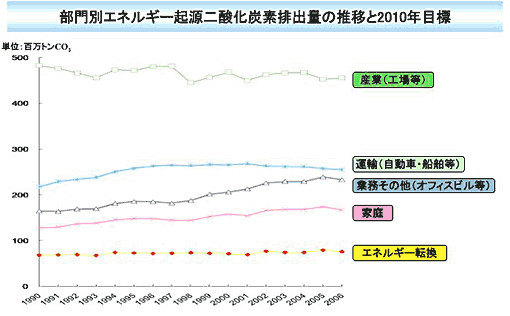 部門別エネルギー起源二酸化炭素排出量の推移と2010年目標
単位：百万トンCO₂
500
400
300
200
100
0
産業（工場等）
運輸（自動車・船舶等）
業務その他（オフィスビル等）
家庭
エネルギー転換
1990 1991 1992 1993 1994 1995 1996 1997 1998 1999 2000 2001 2002 2003 2004 2005 2006